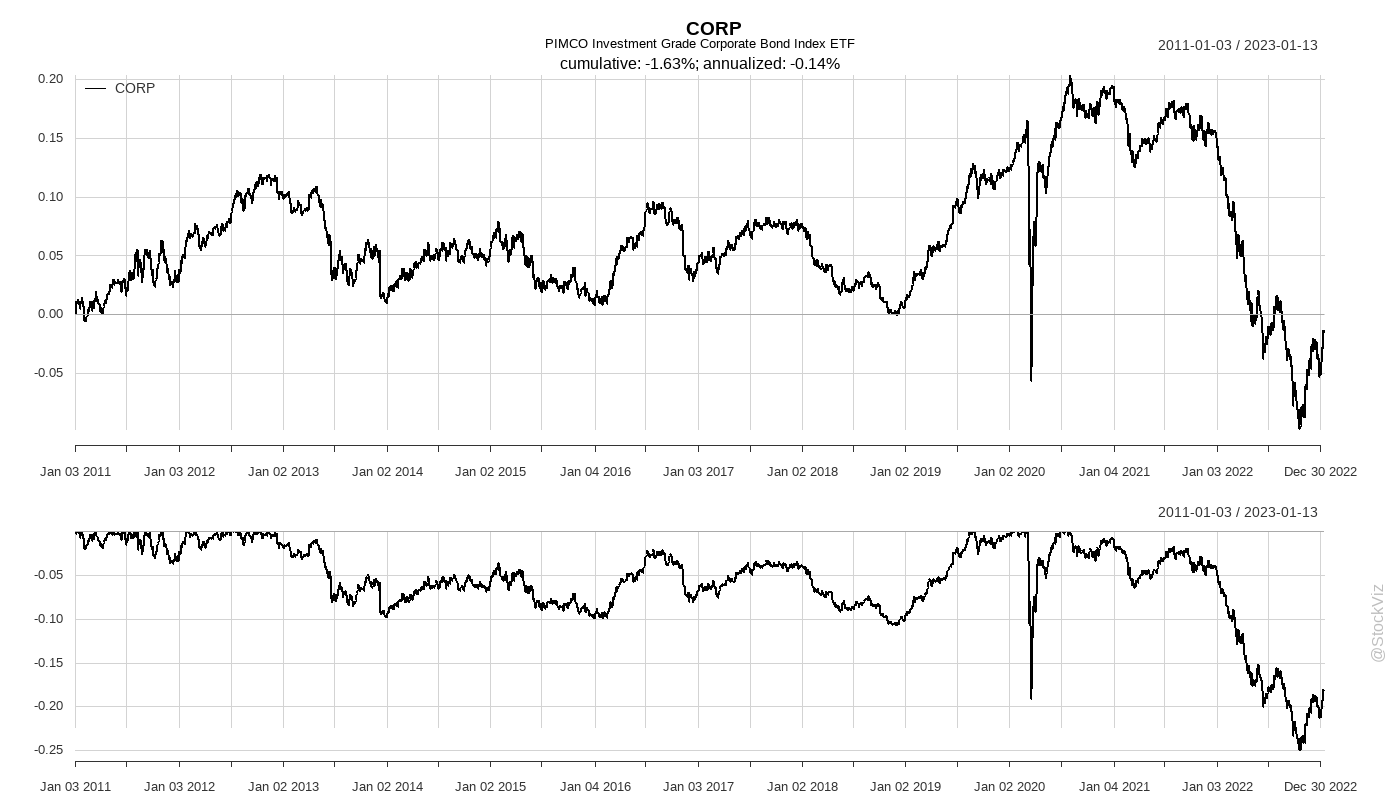 CORP
PIMCO Investment Grade Corporate Bond Index ETF
cumulative: -1.63%; annualized: -0.14%
2011-01-03 / 2023-01-13
CORP
0.20
0.15
0.10
0.05
0.00
-0.05
Jan 03 2011 Jan 03 2012 Jan 02 2013 Jan 02 2014 Jan 02 2015 Jan 04 2016 Jan 03 2017 Jan 02 2018 Jan 02 2019 Jan 02 2020 Jan 04 2021 Jan 03 2022 Dec 30 2022
2011-01-03 / 2023-01-13
-0.05
-0.10
-0.15
-0.20
-0.25
Jan 03 2011 Jan 03 2012 Jan 02 2013 Jan 02 2014 Jan 02 2015 Jan 04 2016 Jan 03 2017 Jan 02 2018 Jan 02 2019 Jan 02 2020 Jan 04 2021 Jan 03 2022 Dec 30 2022
@StockViz